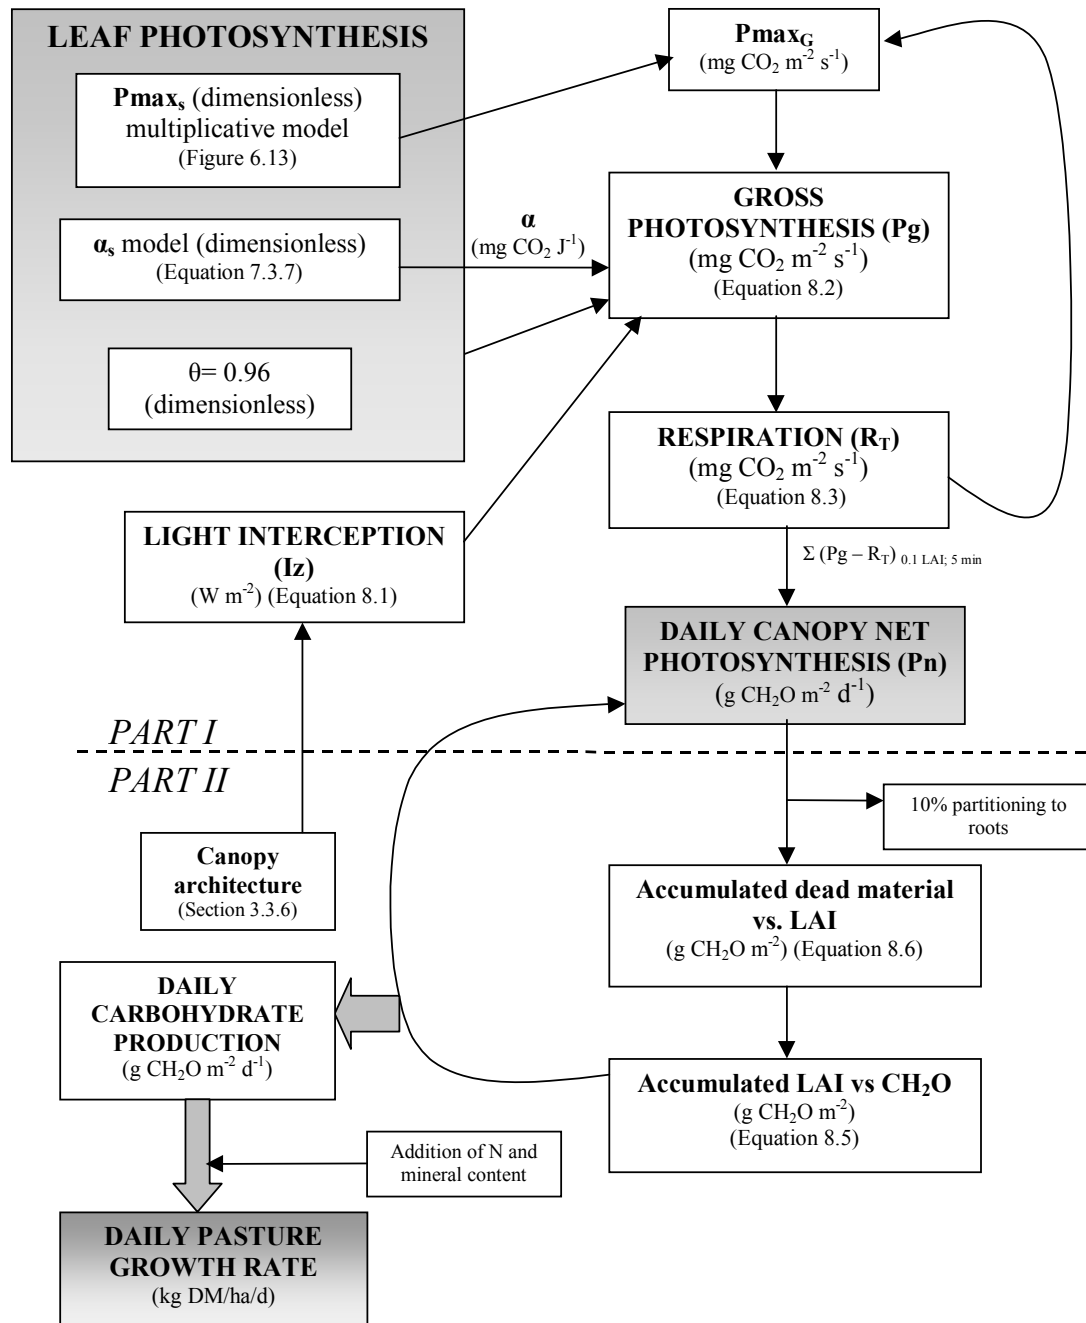 LEAF PHOTOSYNTHESIS
Pmaxₛ (dimensionless)
multiplicative model
(Figure 6.13)
αₛ model (dimensionless)
(Equation 7.3.7)
θ= 0.96
(dimensionless)
α
(mg CO₂ J⁻¹)
Pmax_G
(mg CO₂ m⁻² s⁻¹)
GROSS
PHOTOSYNTHESIS (Pg)
(mg CO₂ m⁻² s⁻¹)
(Equation 8.2)
RESPIRATION (R_T)
(mg CO₂ m⁻² s⁻¹)
(Equation 8.3)
LIGHT INTERCEPTION
(Iz)
(W m⁻²) (Equation 8.1)
Σ (Pg – R_T) 0.1 LAI; 5 min
DAILY CANOPY NET
PHOTOSYNTHESIS (Pn)
(g CH₂O m⁻² d⁻¹)
PART I
PART II
10% partitioning to
roots
Canopy
architecture
(Section 3.3.6)
Accumulated dead material
vs. LAI
(g CH₂O m⁻²) (Equation 8.6)
DAILY
CARBOHYDRATE
PRODUCTION
(g CH₂O m⁻² d⁻¹)
Accumulated LAI vs CH₂O
(g CH₂O m⁻²)
(Equation 8.5)
Addition of N and
mineral content
DAILY PASTURE
GROWTH RATE
(kg DM/ha/d)